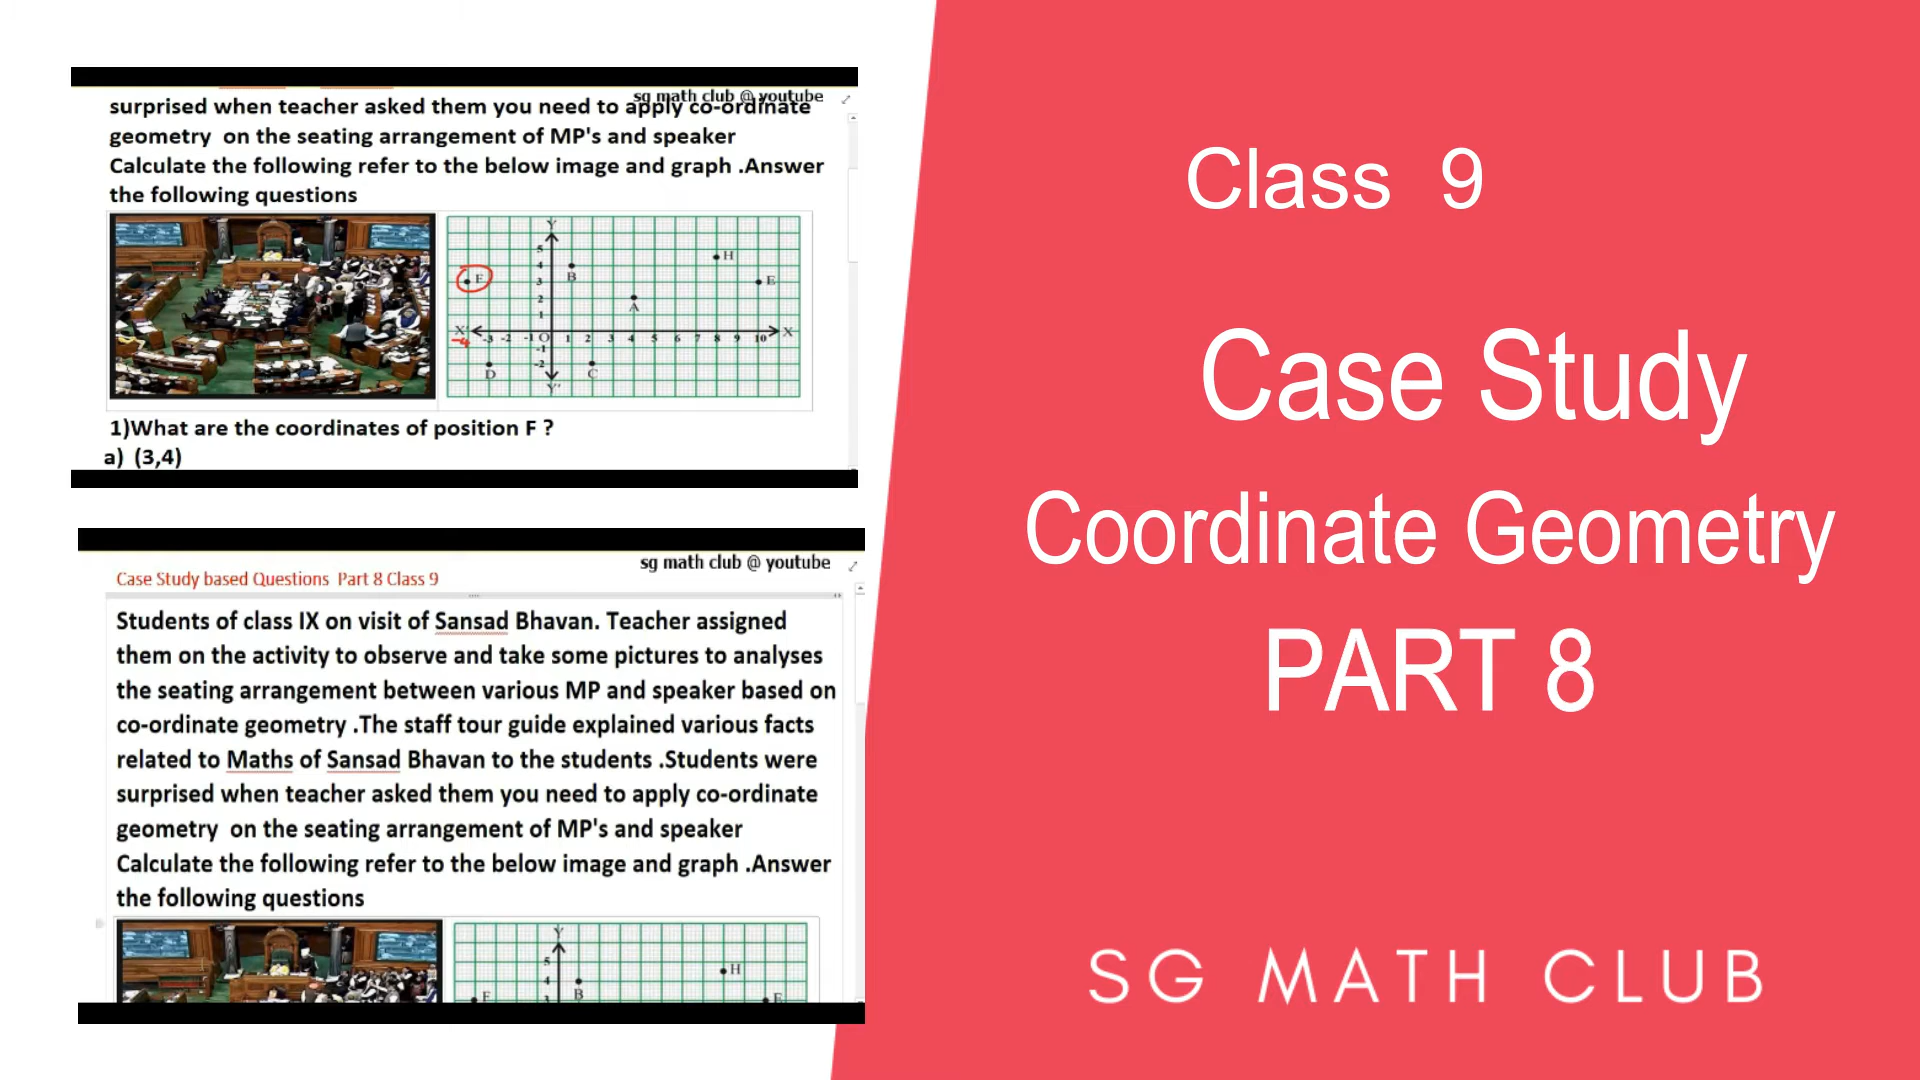 sg math club @ youtube
surprised when teacher asked them you need to apply co-ordinate
geometry on the seating arrangement of MP's and speaker
Calculate the following refer to the below image and graph .Answer
the following questions
Y
5
H
4
B
F
3
E
2
A
1
X'
X
-4 -3 -2 -1 O 1 2 3 4 5 6 7 8 9 10
-1
-2
D
C
Y'
1)What are the coordinates of position F ?
a) (3,4)
sg math club @ youtube
Case Study based Questions Part 8 Class 9
Students of class IX on visit of Sansad Bhavan. Teacher assigned
them on the activity to observe and take some pictures to analyses
the seating arrangement between various MP and speaker based on
co-ordinate geometry .The staff tour guide explained various facts
related to Maths of Sansad Bhavan to the students .Students were
surprised when teacher asked them you need to apply co-ordinate
geometry on the seating arrangement of MP's and speaker
Calculate the following refer to the below image and graph .Answer
the following questions
Y
5
H
4
B
F
3
E
Class 9
Case Study
Coordinate Geometry
PART 8
SG MATH CLUB